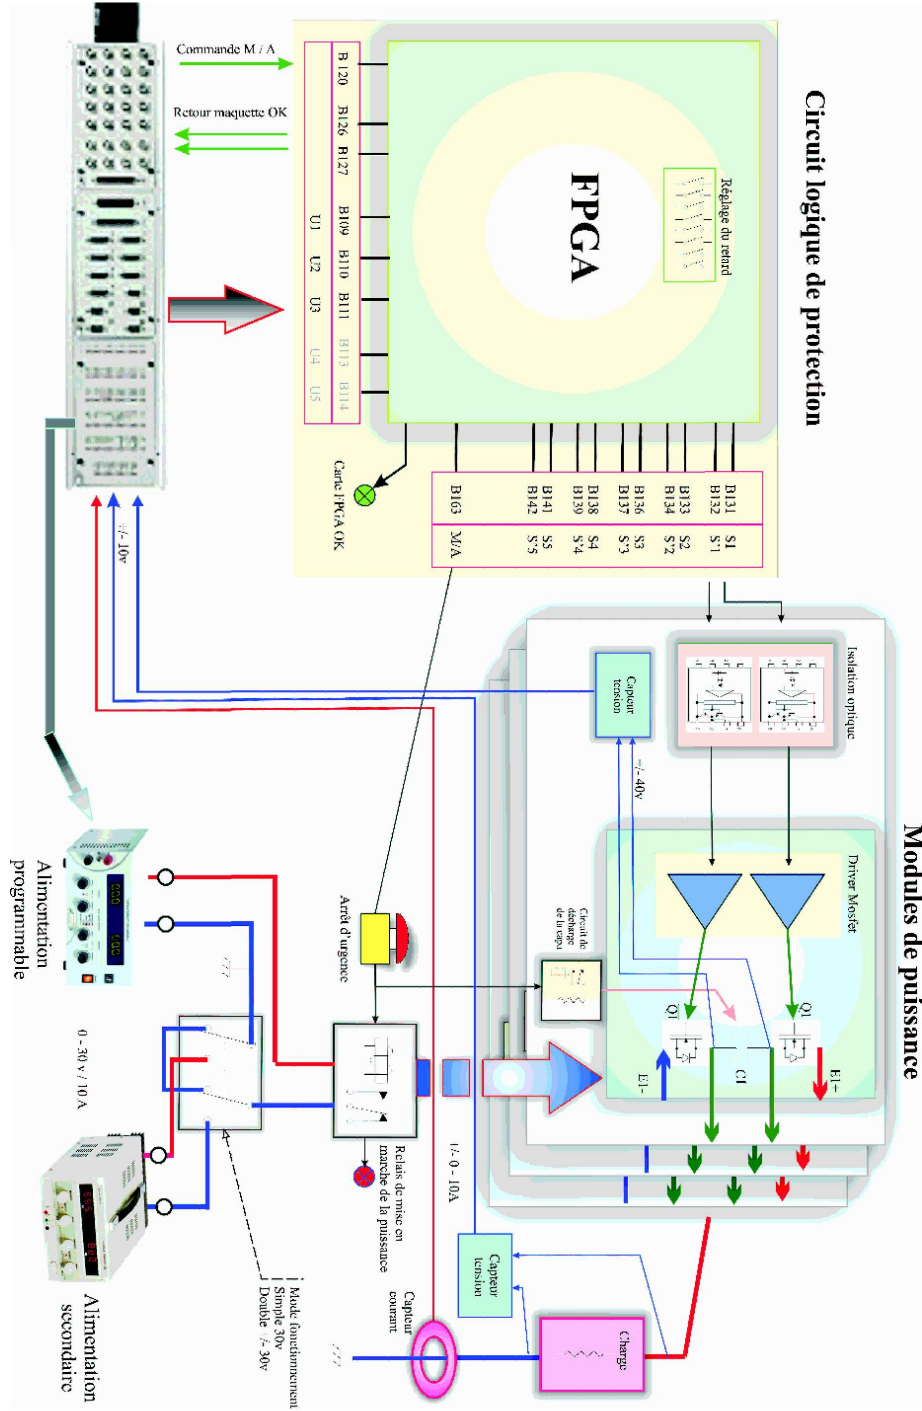 Circuit logique de protection
Modules de puissance
Commande M / A
Retour maquette OK
FPGA
Réglage du retard
B120
B126
B127
B109
B110
B111
B113
B114
U1
U2
U3
U4
U5
Carte FPGA OK
B131 S1
B132 S'1
B133 S2
B134 S'2
B136 S3
B137 S'3
B138 S4
B139 S'4
B141 S5
B142 S'5
B163 M/A
+/- 10v
Isolation optique
Capteur
tension
+/- 40v
Driver Mosfet
Circuit de
décharge
de la capa
Q1
Q1
C1
E1+
E1-
Arrêt d'urgence
Relais de mise en
marche de la puissance
+/- 0 - 10A
Alimentation
programmable
0 - 30 v / 10 A
Alimentation
secondaire
Mode fonctionnement
Simple 30v
Double +/- 30v
Capteur
courant
Capteur
tension
Charge